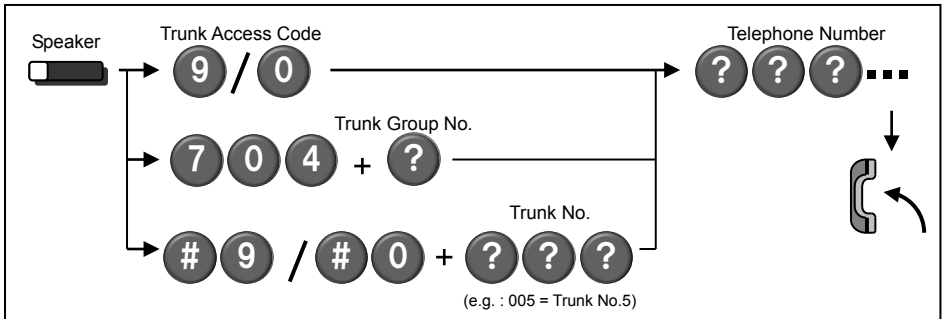 Speaker
Trunk Access Code
9 / 0
Telephone Number
? ? ? ...
Trunk Group No.
7 0 4 + ?
Trunk No.
# 9 / # 0 + ? ? ?
(e.g. : 005 = Trunk No.5)